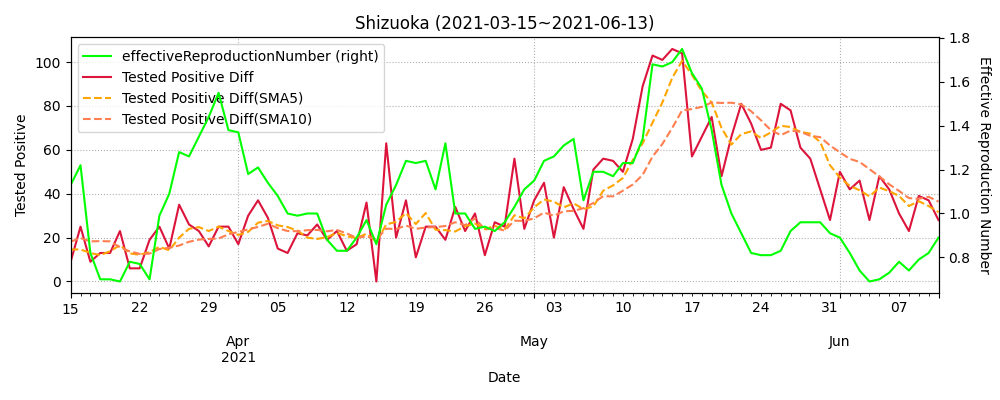 Shizuoka (2021-03-15~2021-06-13)
effectiveReproductionNumber (right)
Tested Positive Diff
Tested Positive Diff(SMA5)
Tested Positive Diff(SMA10)
Tested Positive
100
80
60
40
20
0
1.8
1.6
1.4
1.2
1.0
0.8
Effective Reproduction Number
15 22 29 05 12 19 26 03 10 17 24 31 07
Apr May Jun
2021
Date